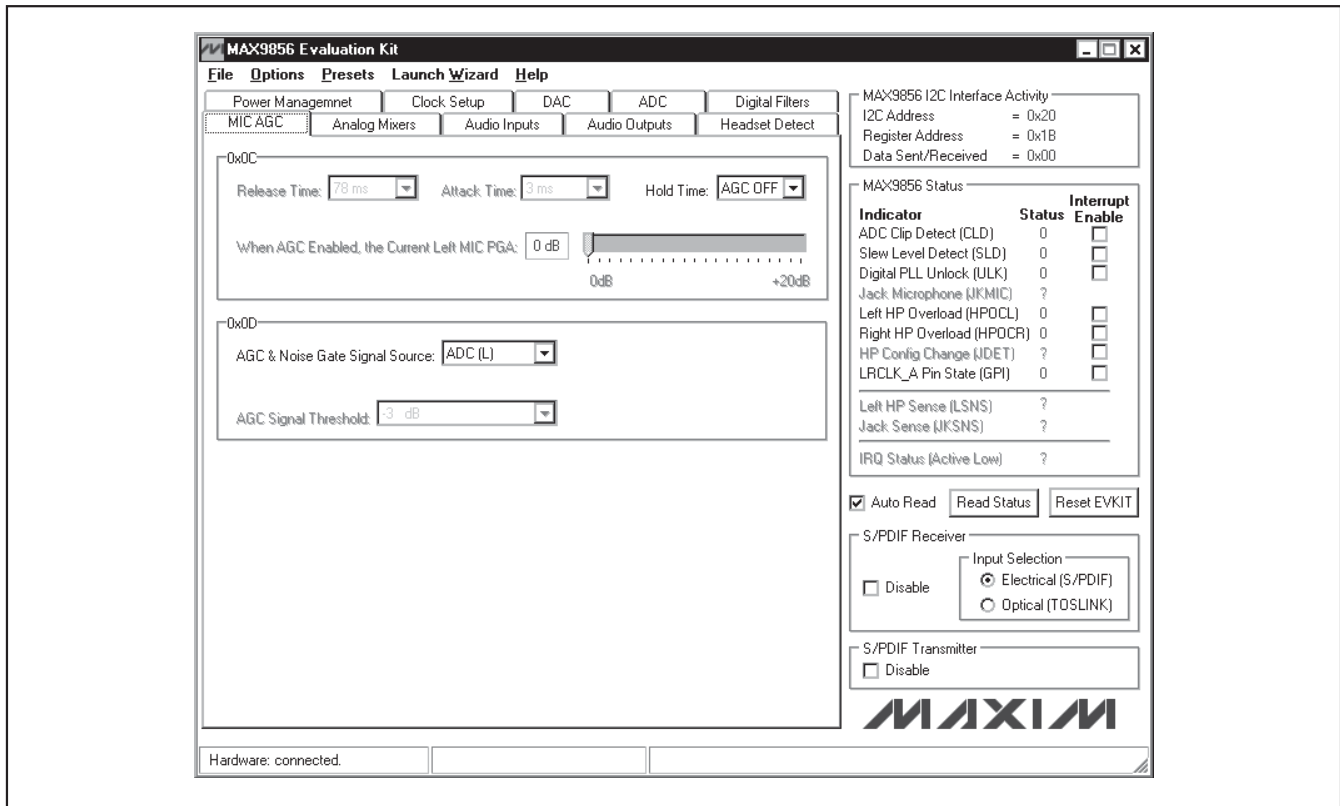 MAX9856 Evaluation Kit
File Options Presets Launch Wizard Help
Power Managemnet Clock Setup DAC ADC Digital Filters
MIC AGC Analog Mixers Audio Inputs Audio Outputs Headset Detect
0x0C
Release Time: 78 ms Attack Time: 3 ms Hold Time: AGC OFF
When AGC Enabled, the Current Left MIC PGA: 0 dB
0dB +20dB
0x0D
AGC & Noise Gate Signal Source: ADC (L)
AGC Signal Threshold: -3 dB
MAX9856 I2C Interface Activity
I2C Address = 0x20
Register Address = 0x1B
Data Sent/Received = 0x00
MAX9856 Status
Indicator Status Interrupt Enable
ADC Clip Detect (CLD) 0
Slew Level Detect (SLD) 0
Digital PLL Unlock (ULK) 0
Jack Microphone (JKMIC) ?
Left HP Overload (HPOCL) 0
Right HP Overload (HPOCR) 0
HP Config Change (JDET) ?
LRCLK_A Pin State (GPI) 0
Left HP Sense (LSNS) ?
Jack Sense (JKSNS) ?
IRQ Status (Active Low) ?
Auto Read Read Status Reset EVKIT
S/PDIF Receiver
Input Selection
Electrical (S/PDIF)
Disable
Optical (TOSLINK)
S/PDIF Transmitter
Disable
MAXIM
Hardware: connected.